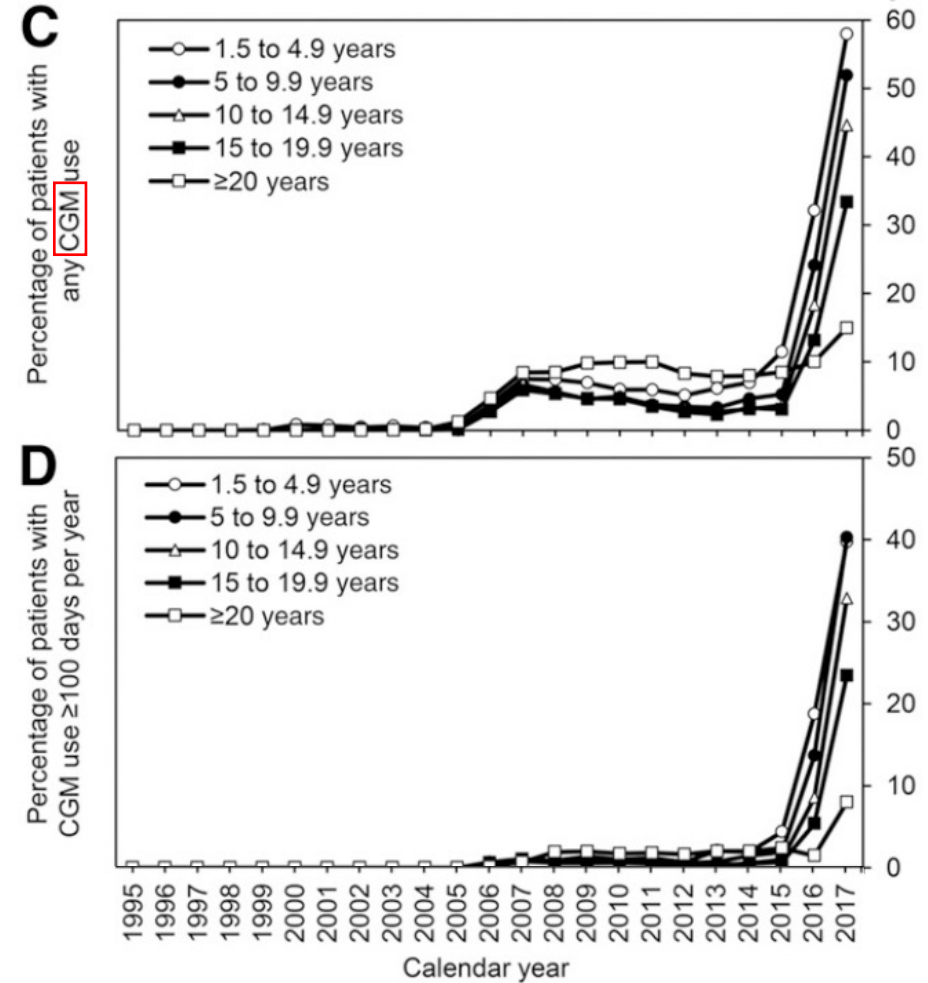 C
Percentage of patients with
any CGM use
1.5 to 4.9 years
5 to 9.9 years
10 to 14.9 years
15 to 19.9 years
≥20 years
60
50
40
30
20
10
0
D
Percentage of patients with
CGM use ≥100 days per year
1.5 to 4.9 years
5 to 9.9 years
10 to 14.9 years
15 to 19.9 years
≥20 years
50
40
30
20
10
0
1995
1996
1997
1998
1999
2000
2001
2002
2003
2004
2005
2006
2007
2008
2009
2010
2011
2012
2013
2014
2015
2016
2017
Calendar year